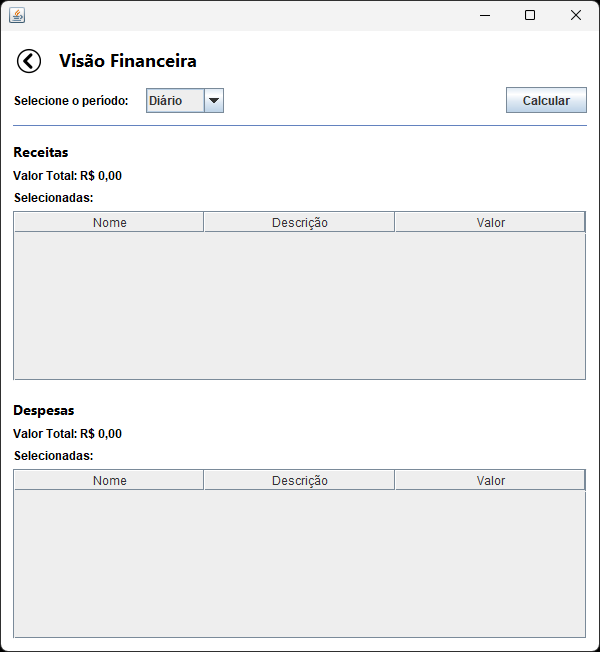 Visão Financeira
Selecione o período: Diário Calcular
Receitas
Valor Total: R$ 0,00
Selecionadas:
Nome Descrição Valor
Despesas
Valor Total: R$ 0,00
Selecionadas:
Nome Descrição Valor